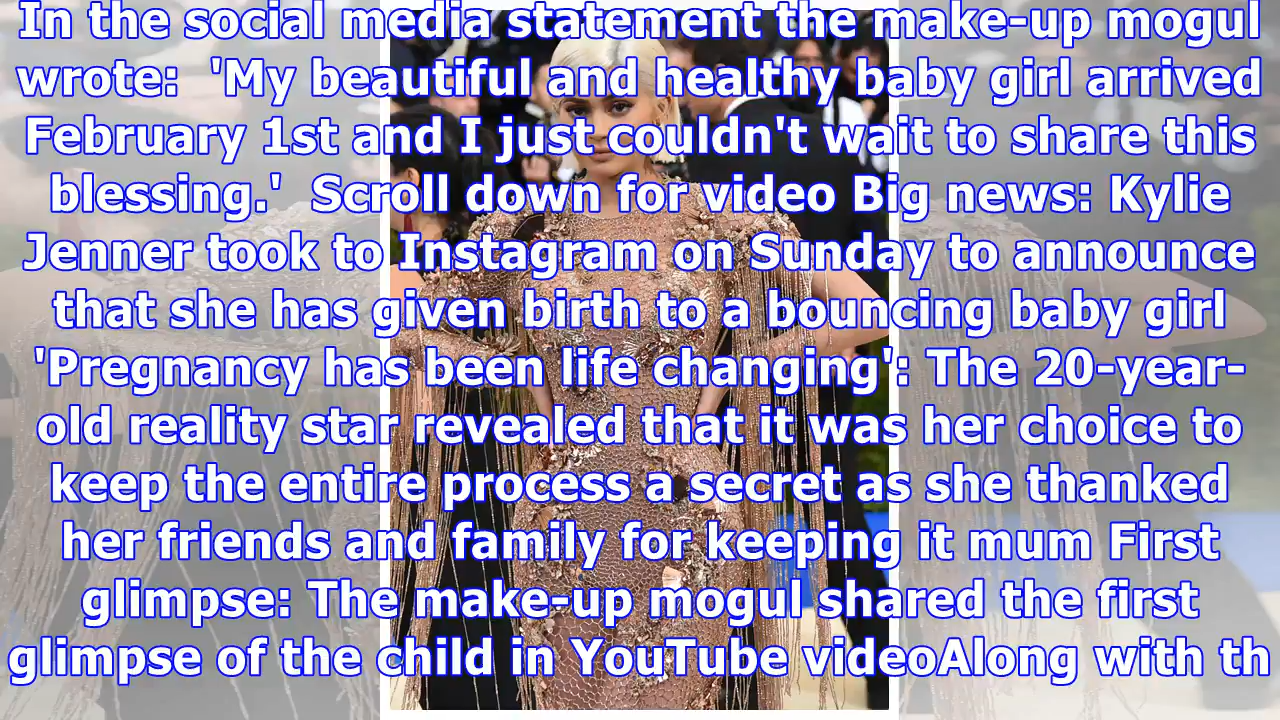 In the social media statement the make-up mogul
wrote:  'My beautiful and healthy baby girl arrived
February 1st and I just couldn't wait to share this
blessing.'  Scroll down for video Big news: Kylie
Jenner took to Instagram on Sunday to announce
that she has given birth to a bouncing baby girl
'Pregnancy has been life changing': The 20-year-
old reality star revealed that it was her choice to
keep the entire process a secret as she thanked
her friends and family for keeping it mum First
glimpse: The make-up mogul shared the first
glimpse of the child in YouTube videoAlong with th